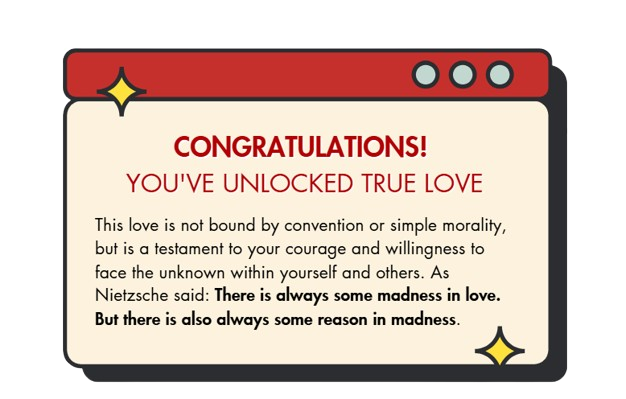 CONGRATULATIONS!
YOU'VE UNLOCKED TRUE LOVE
This love is not bound by convention or simple morality,
but is a testament to your courage and willingness to
face the unknown within yourself and others. As
Nietzsche said: There is always some madness in love.
But there is also always some reason in madness.